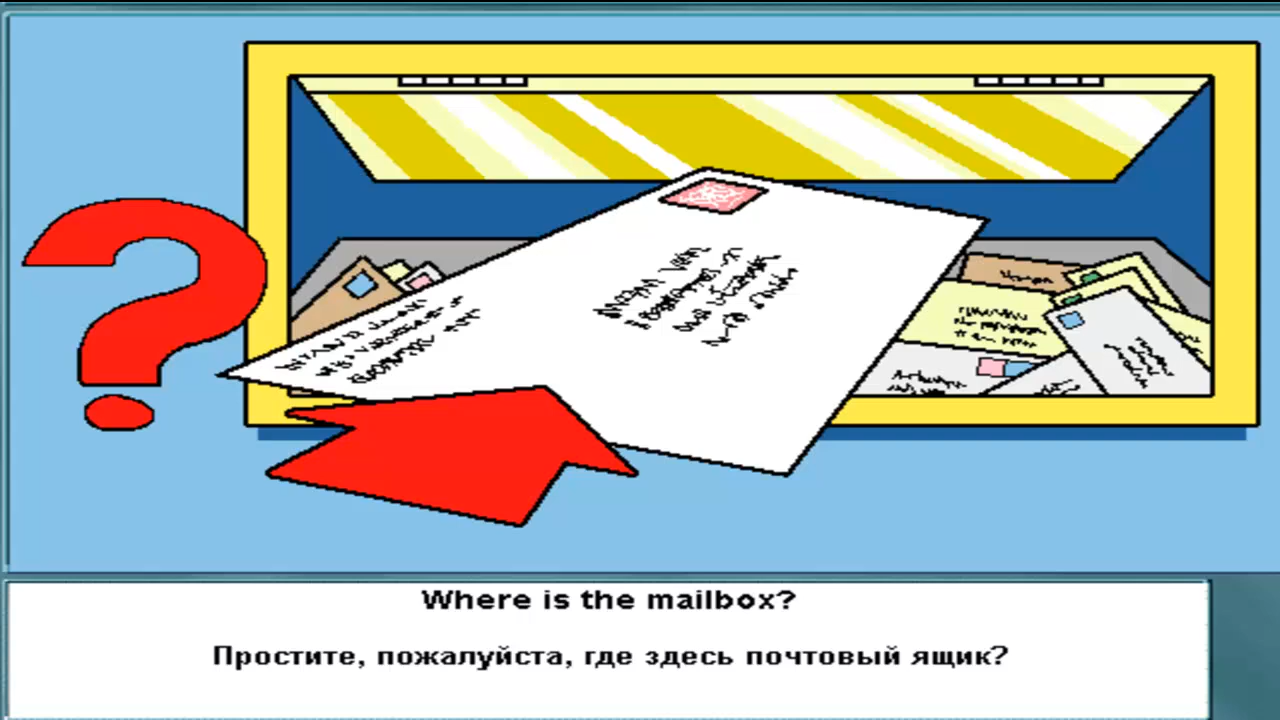 Where is the mailbox?
Простите, пожалуйста, где здесь почтовый ящик?